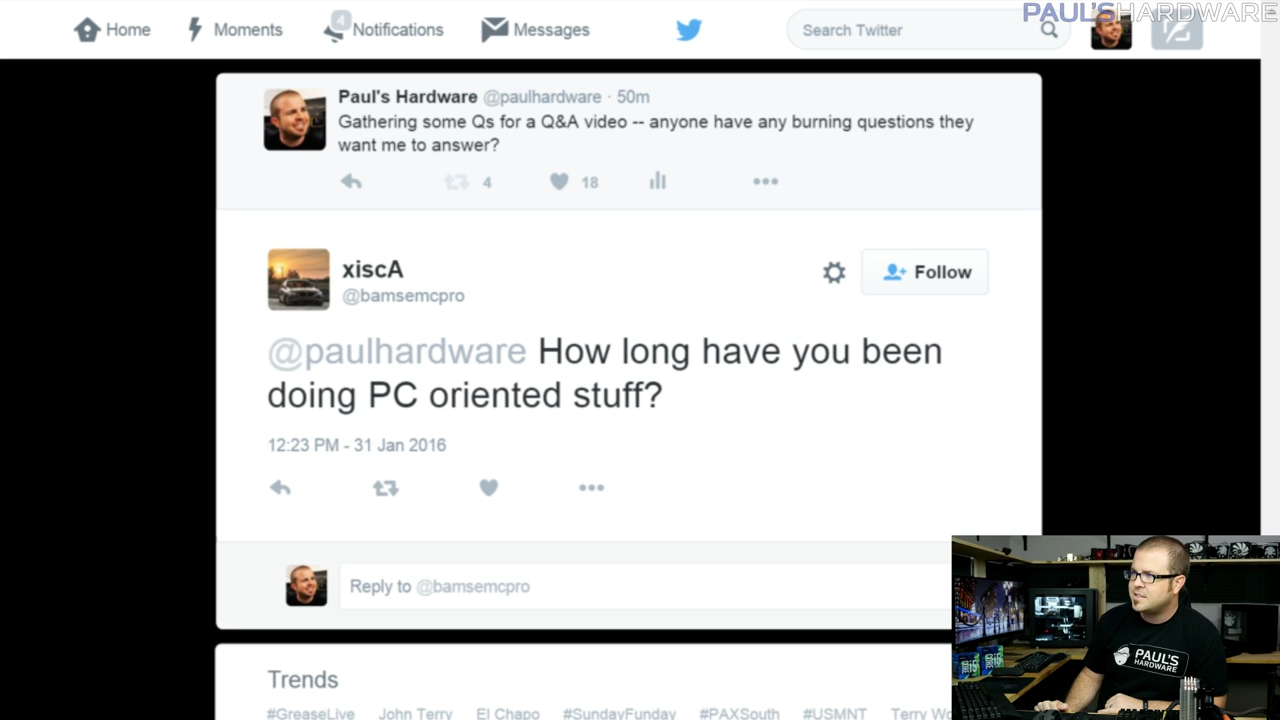 PAUL'SHARDWARE
Home Moments 4 Notifications Messages Search Twitter
Paul's Hardware @paulhardware · 50m
Gathering some Qs for a Q&A video -- anyone have any burning questions they
want me to answer?
4 18
xiscA
@bamsemcpro
Follow
@paulhardware How long have you been
doing PC oriented stuff?
12:23 PM - 31 Jan 2016
Reply to @bamsemcpro
PAUL'S
HARDWARE
Trends
#GreaseLive John Terry El Chapo #SundayFunday #PAXSouth #USMNT Terry